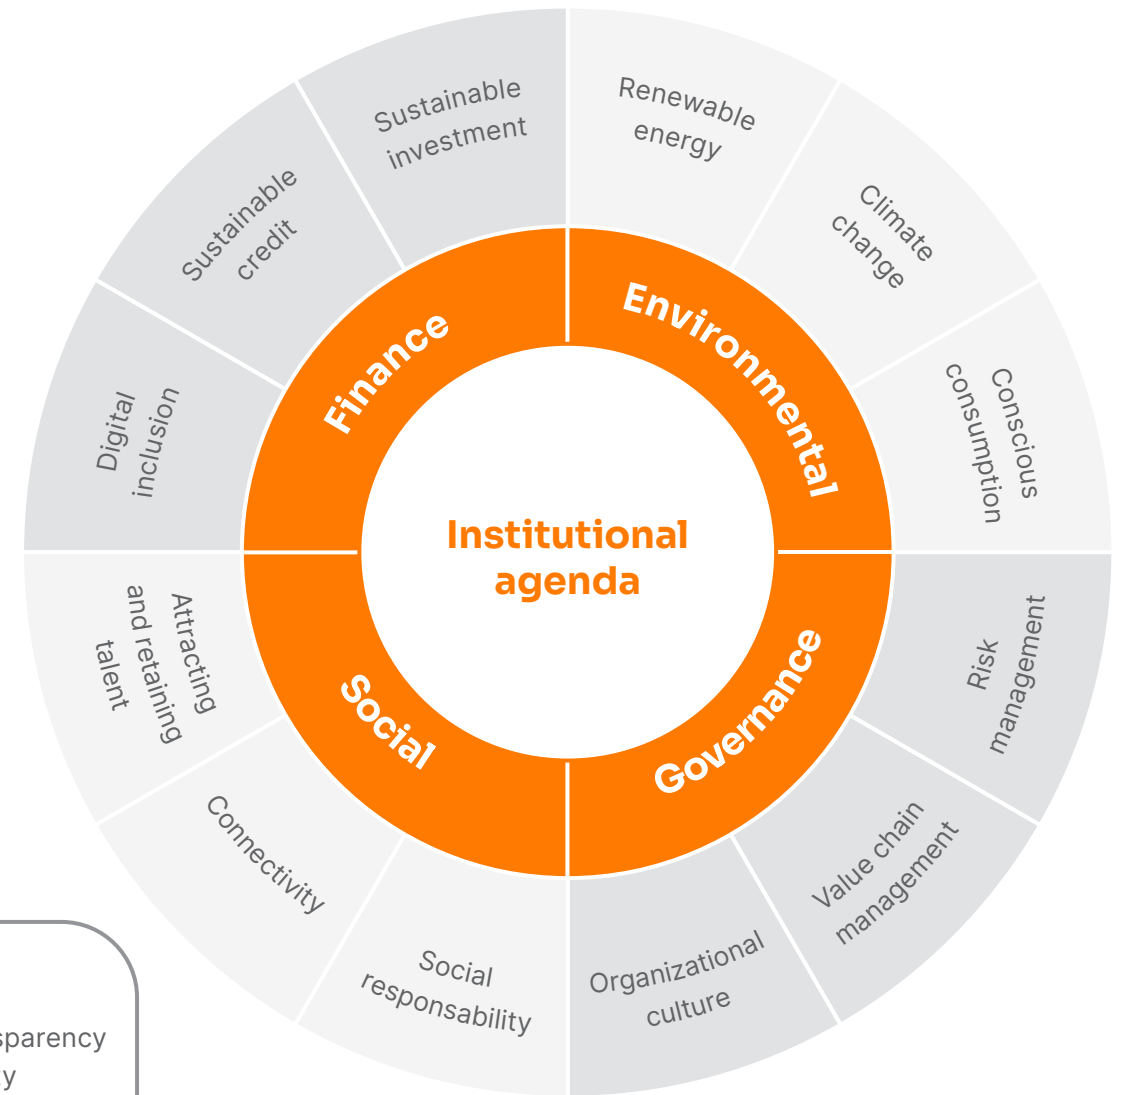 Institutional
agenda
Environmental
Renewable
energy
Climate
change
Conscious
consumption
Governance
Risk
management
Value chain
management
Organizational
culture
Social
Social
responsability
Connectivity
Attracting
and retaining
talent
Finance
Digital
inclusion
Sustainable
credit
Sustainable
investment
sparency
y